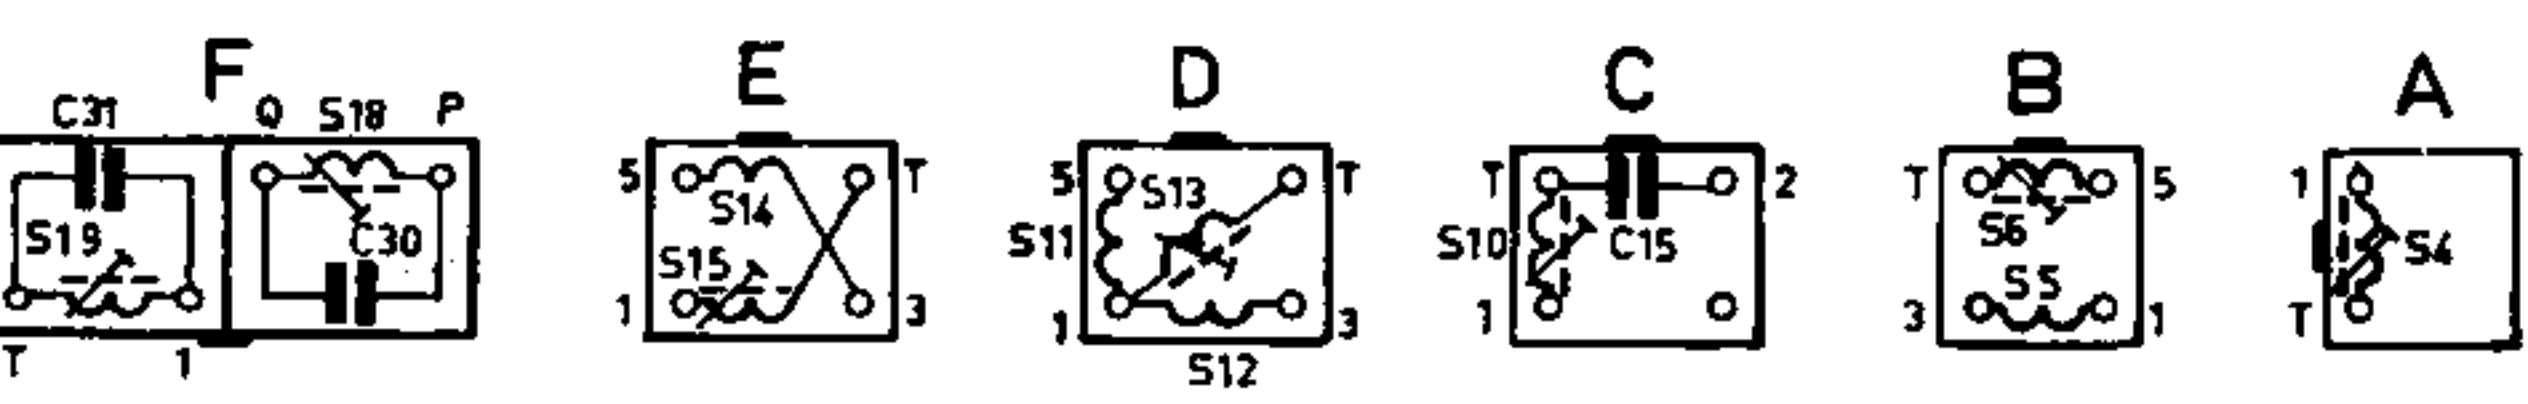 F E D C B A
C31 Q S18 P
5 T 5 S13 T T 2 T 5 1
S14
S19 C30 S15 S11 S10 C15 S6 S4
S5
1 3 1 3 1 3 1 T
T 1 S12